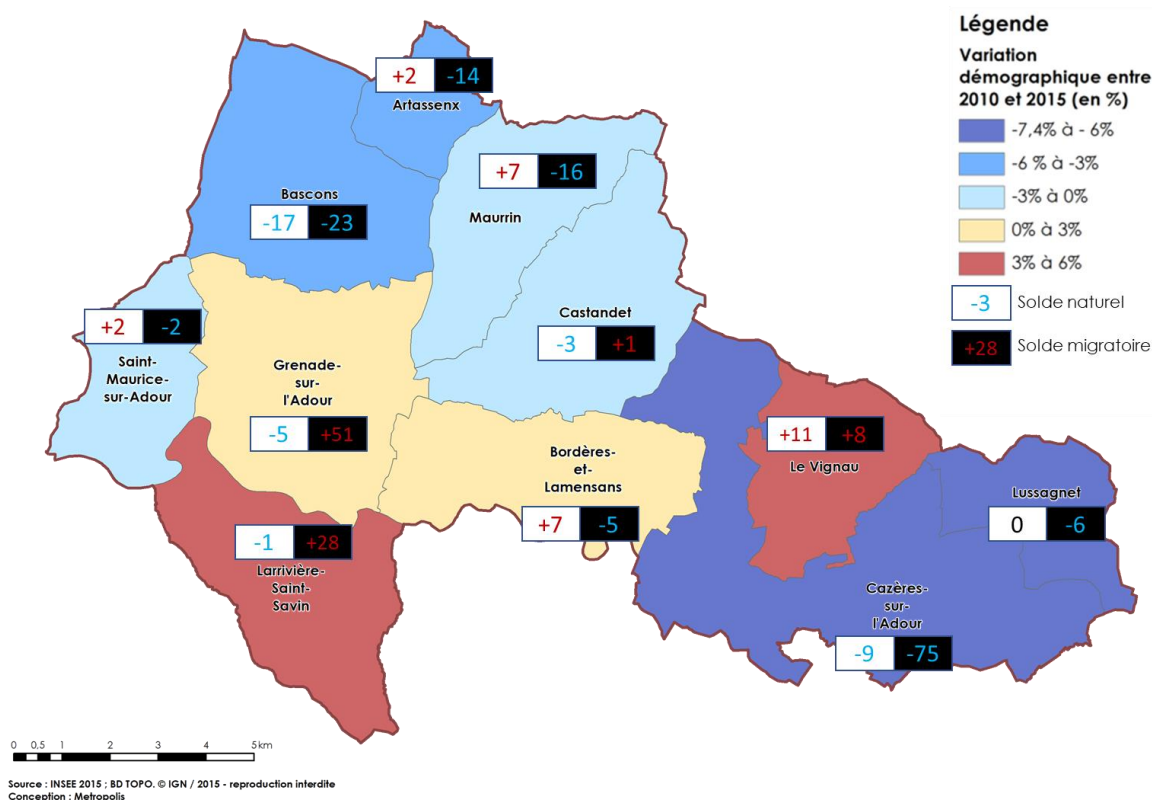 Légende
Variation
démographique entre
2010 et 2015 (en %)
-7,4% à - 6%
-6 % à -3%
-3% à 0%
0% à 3%
3% à 6%
-3 Solde naturel
+28 Solde migratoire
+2 -14
Artassenx
+7 -16
Maurrin
Bascons
-17 -23
Castandet
-3 +1
+2 -2
Saint-
Maurice-
sur-Adour
Grenade-
sur-
l'Adour
-5 +51
+11 +8
Le Vignau
Bordères-
et-
Lamensans
+7 -5
Lussagnet
0 -6
-1 +28
Larrivière-
Saint-
Savin
Cazères-
sur-
l'Adour
-9 -75
0 0,5 1 2 3 4 5km
Source : INSEE 2015 ; BD TOPO. © IGN / 2015 - reproduction interdite
Conception : Metropolis